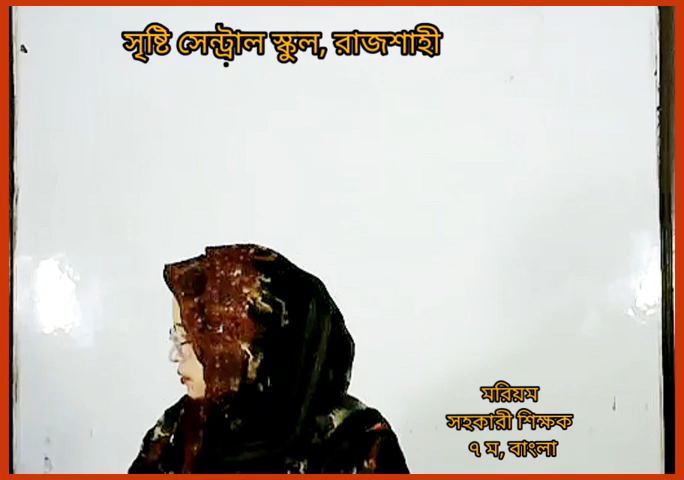 সৃষ্টি সেন্ট্রাল স্কুল, রাজশাহী
মরিয়ম
সহকারী শিক্ষক
৭ ম, বাংলা